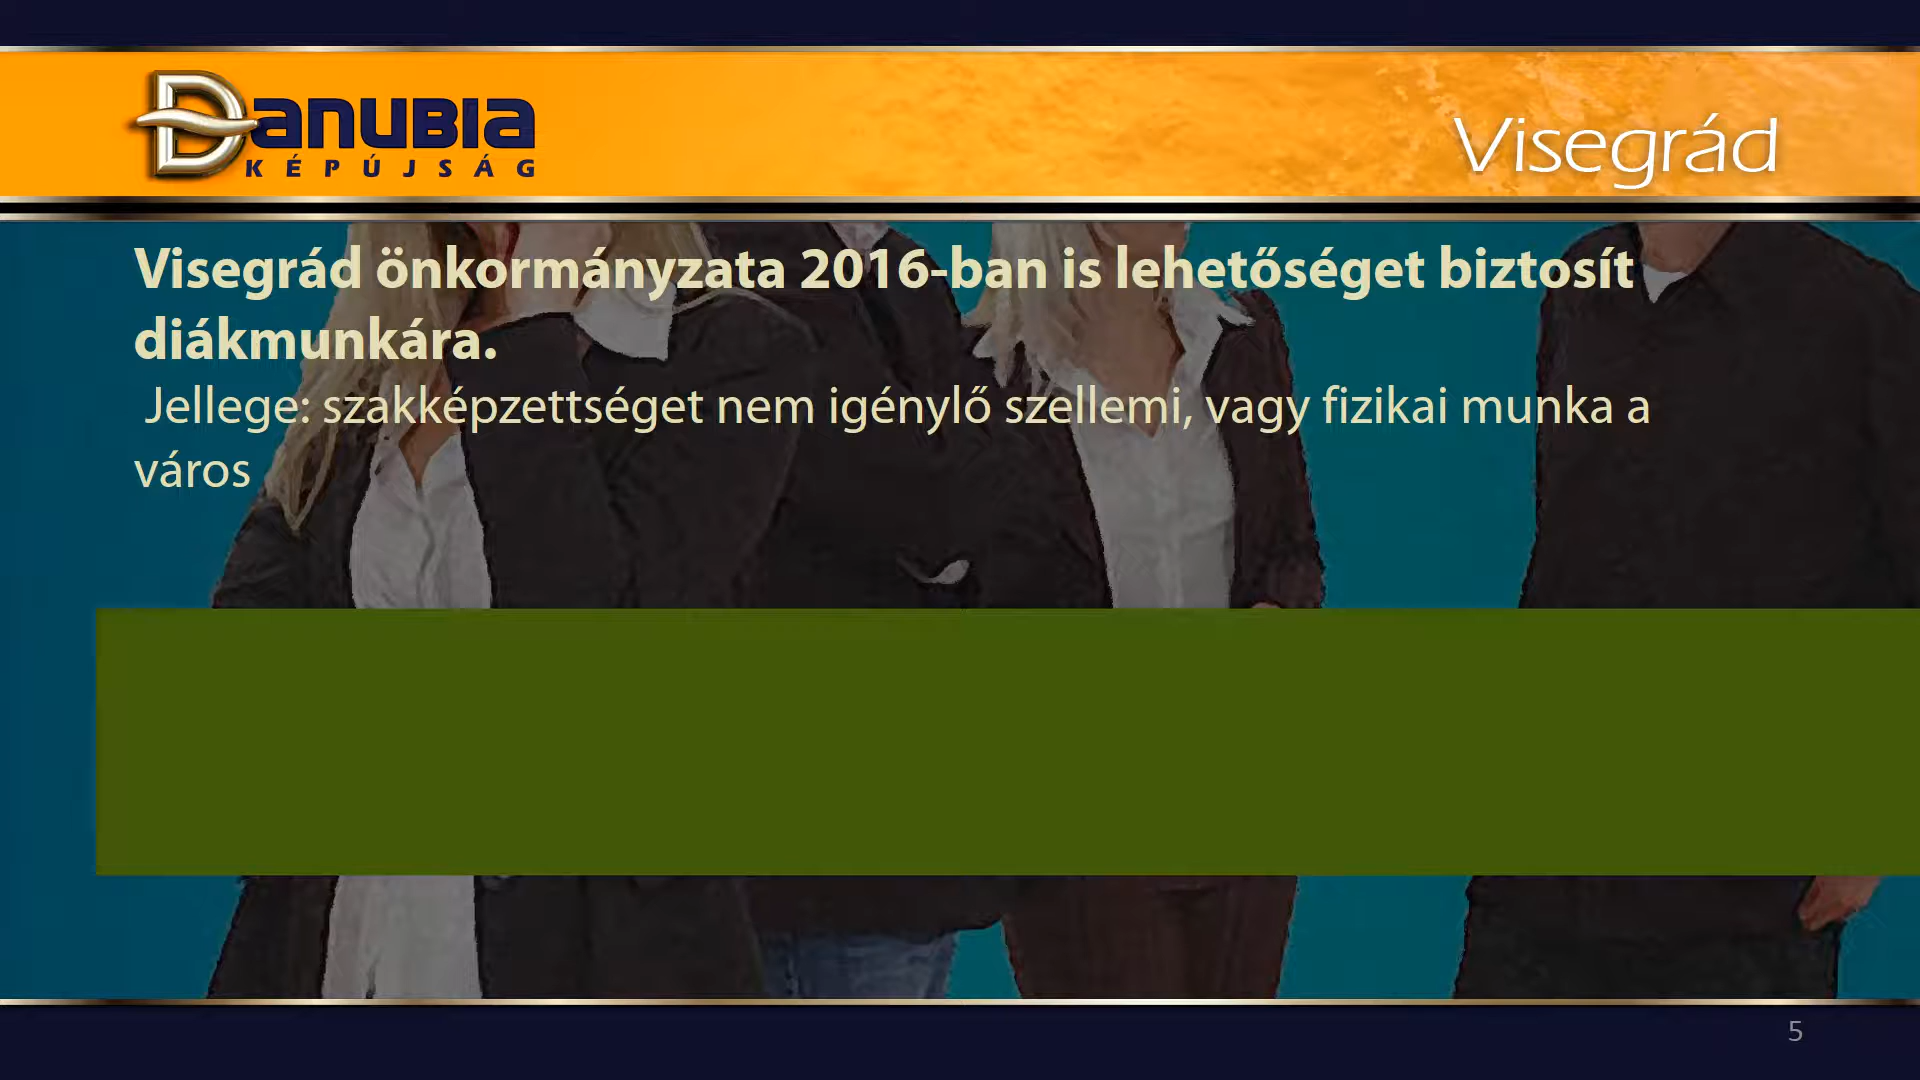 DANUBIA
KÉPÚJSÁG
Visegrád
Visegrád önkormányzata 2016-ban is lehetőséget biztosít
diákmunkára.
Jellege: szakképzettséget nem igénylő szellemi, vagy fizikai munka a
város
5